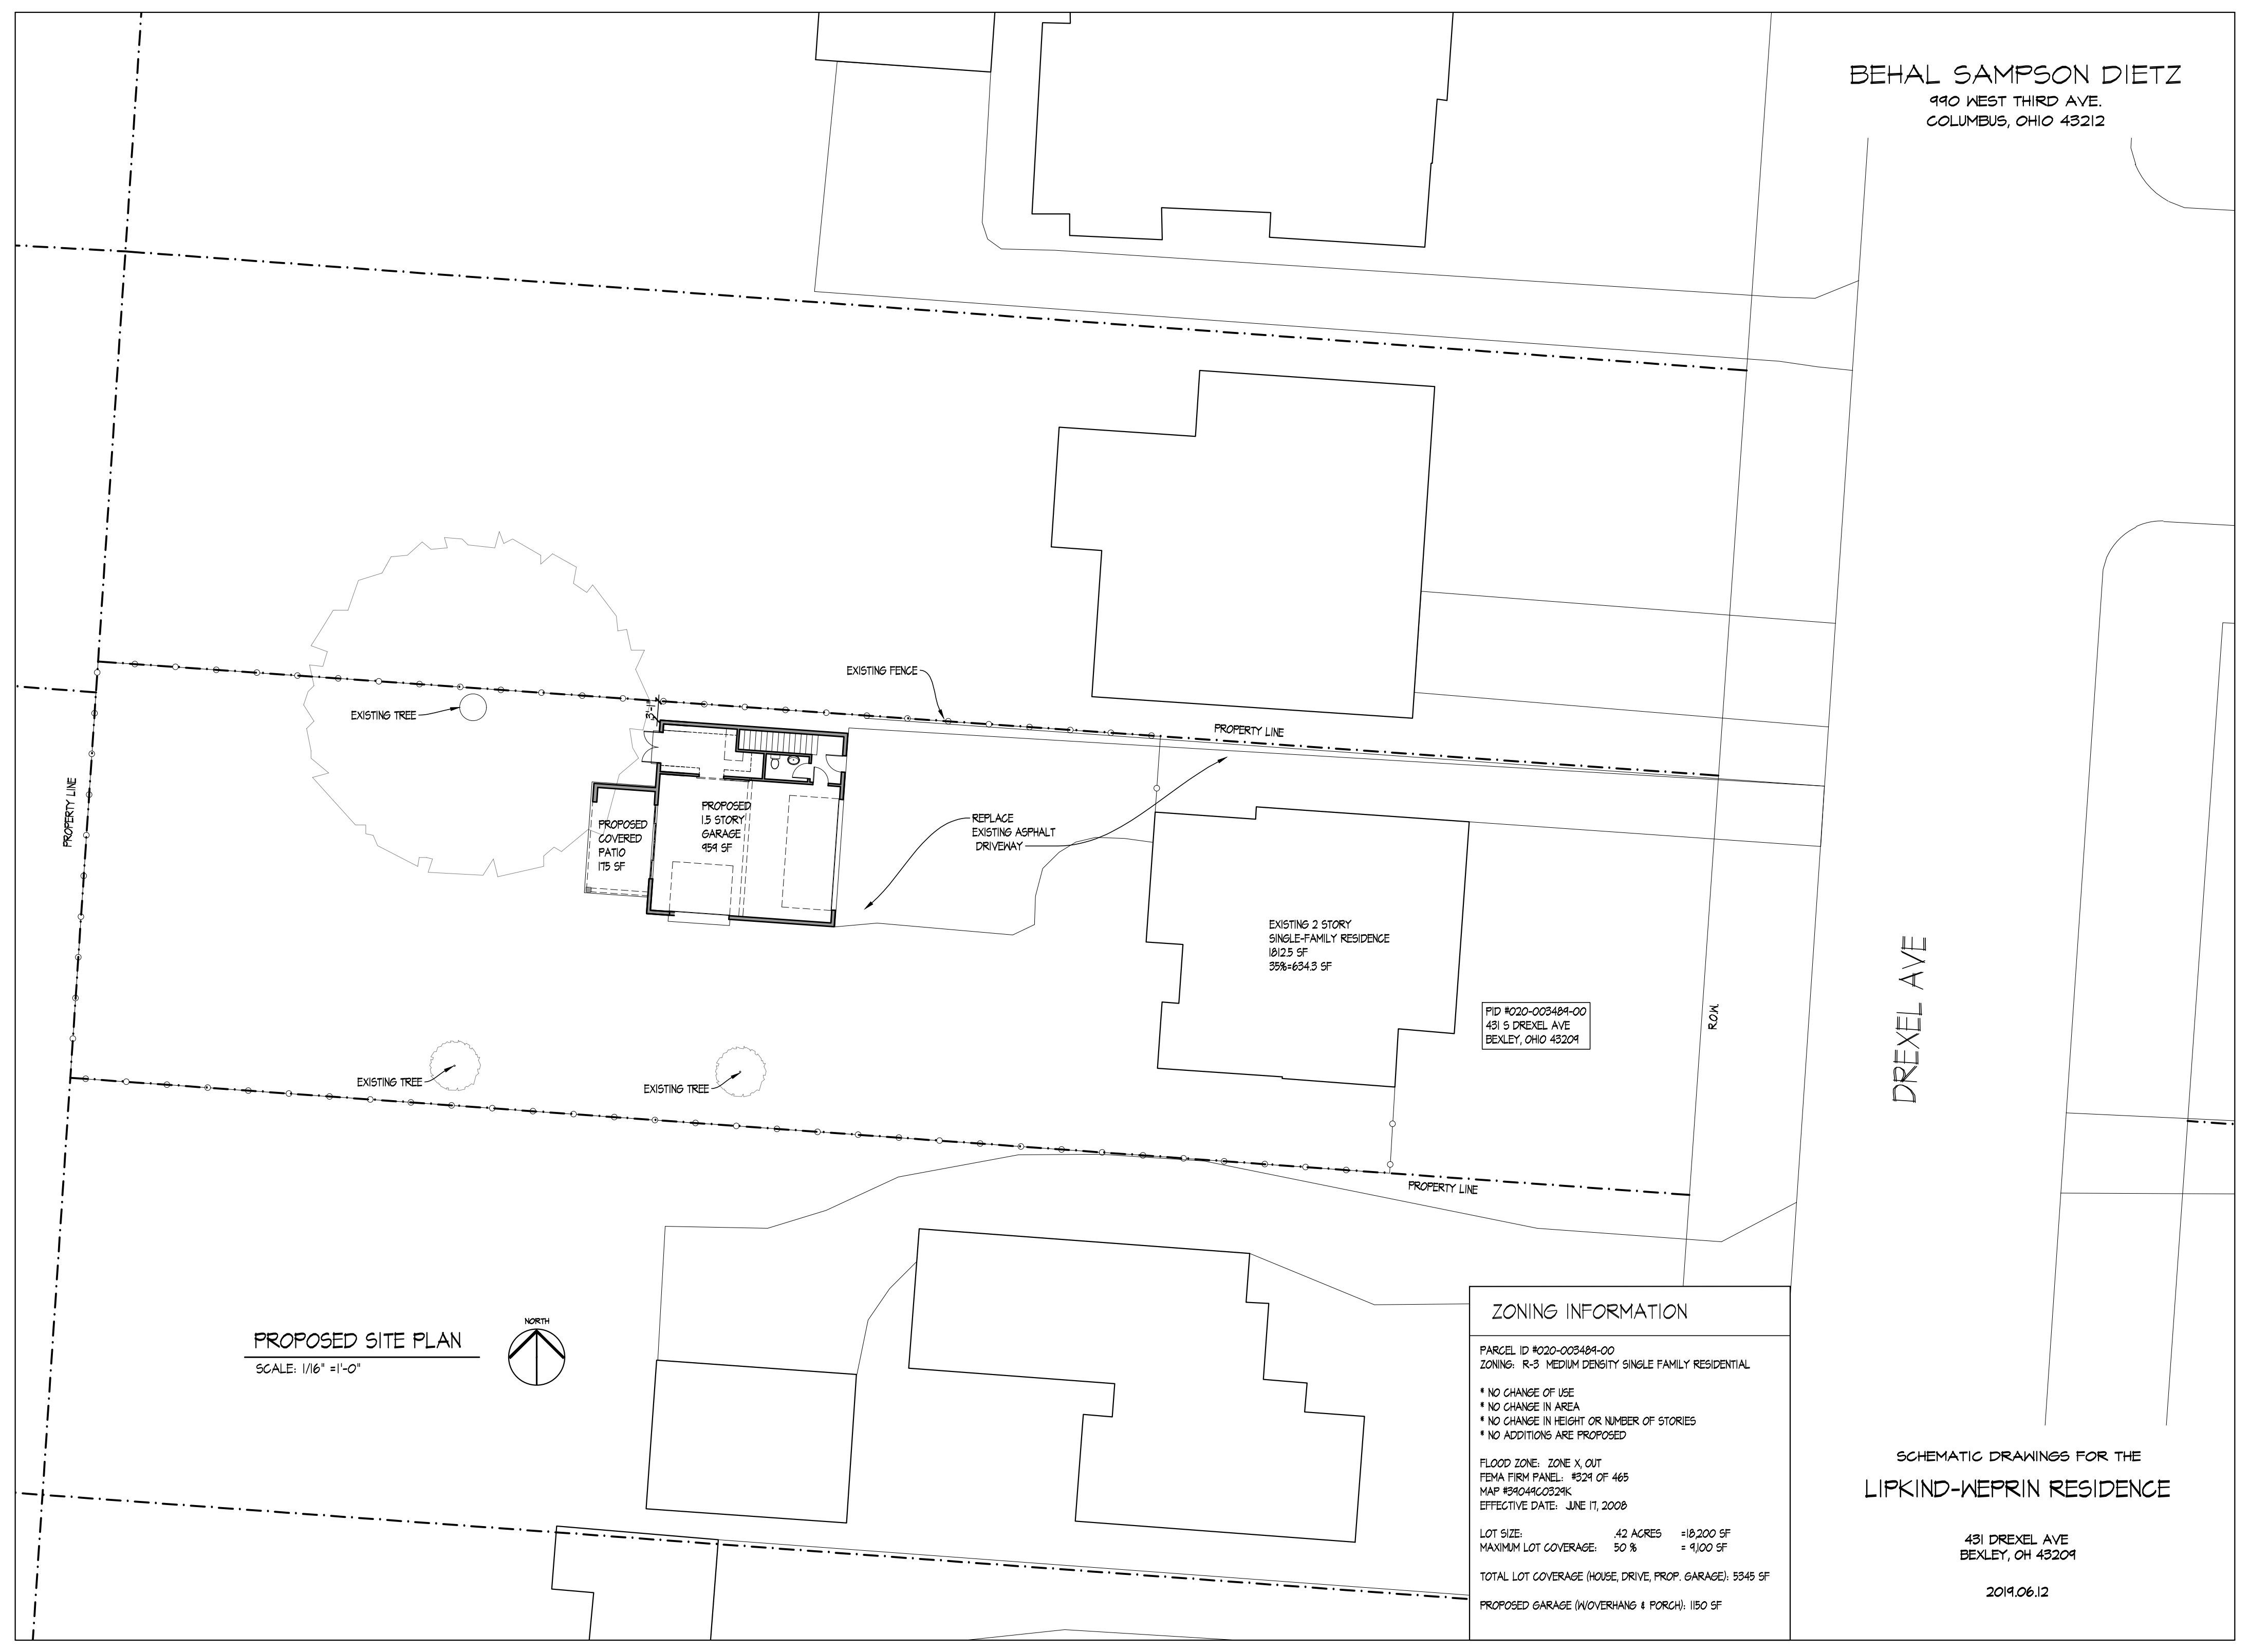 BEHAL SAMPSON DIETZ
990 WEST THIRD AVE.
COLUMBUS, OHIO 43212
EXISTING FENCE
EXISTING TREE
PROPERTY LINE
PROPERTY LINE
PROPOSED
1.5 STORY
GARAGE
959 SF
PROPOSED
COVERED
PATIO
175 SF
REPLACE
EXISTING ASPHALT
DRIVEWAY
EXISTING 2 STORY
SINGLE-FAMILY RESIDENCE
1812.5 SF
35%=634.3 SF
PID #020-003489-00
431 S DREXEL AVE
BEXLEY, OHIO 43209
R.O.W.
DREXEL AVE
EXISTING TREE
EXISTING TREE
PROPERTY LINE
PROPOSED SITE PLAN
SCALE: 1/16" =1'-0"
NORTH
ZONING INFORMATION
PARCEL ID #020-003489-00
ZONING: R-3 MEDIUM DENSITY SINGLE FAMILY RESIDENTIAL
* NO CHANGE OF USE
* NO CHANGE IN AREA
* NO CHANGE IN HEIGHT OR NUMBER OF STORIES
* NO ADDITIONS ARE PROPOSED
FLOOD ZONE: ZONE X, OUT
FEMA FIRM PANEL: #329 OF 465
MAP #39049C0329K
EFFECTIVE DATE: JUNE 17, 2008
LOT SIZE: .42 ACRES =18,200 SF
MAXIMUM LOT COVERAGE: 50 % = 9,100 SF
TOTAL LOT COVERAGE (HOUSE, DRIVE, PROP. GARAGE): 5345 SF
PROPOSED GARAGE (W/OVERHANG & PORCH): 1150 SF
SCHEMATIC DRAWINGS FOR THE
LIPKIND-WEPRIN RESIDENCE
431 DREXEL AVE
BEXLEY, OH 43209
2019.06.12